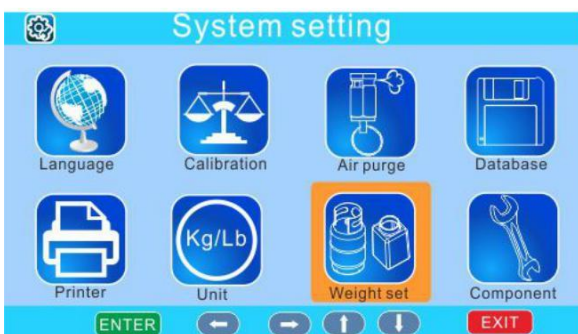 System setting
Language Calibration Air purge Database
Kg/Lb
Printer Unit Weight set Component
ENTER EXIT